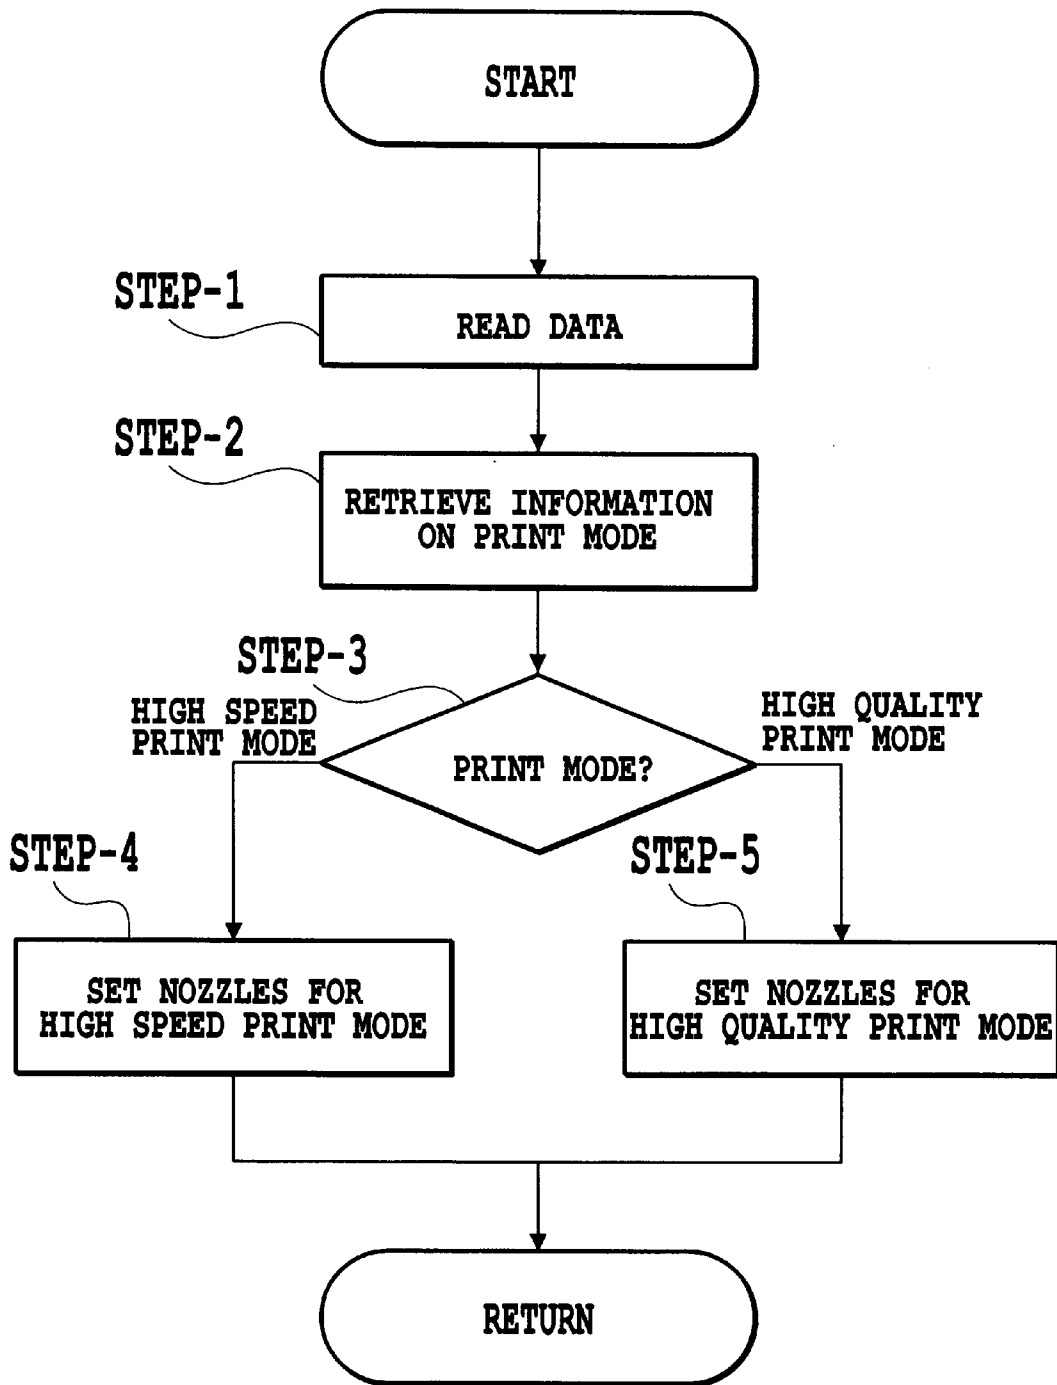 START
STEP-1
READ DATA
STEP-2
RETRIEVE INFORMATION
ON PRINT MODE
STEP-3
HIGH SPEED
PRINT MODE
PRINT MODE?
HIGH QUALITY
PRINT MODE
STEP-4
SET NOZZLES FOR
HIGH SPEED PRINT MODE
STEP-5
SET NOZZLES FOR
HIGH QUALITY PRINT MODE
RETURN